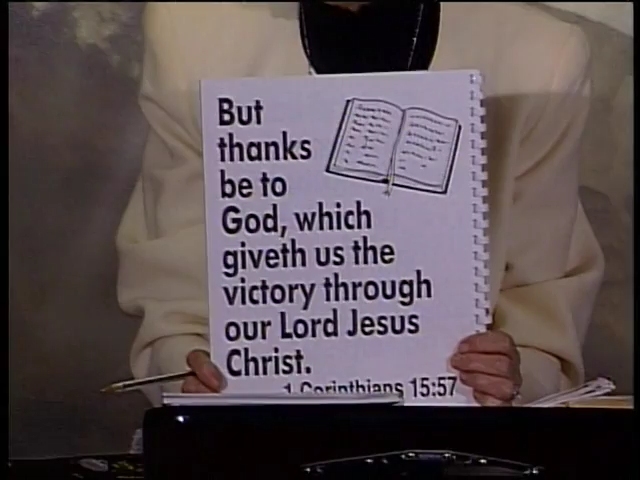 But
thanks
be to
God, which
giveth us the
victory through
our Lord Jesus
Christ.
1 Corinthians 15:57